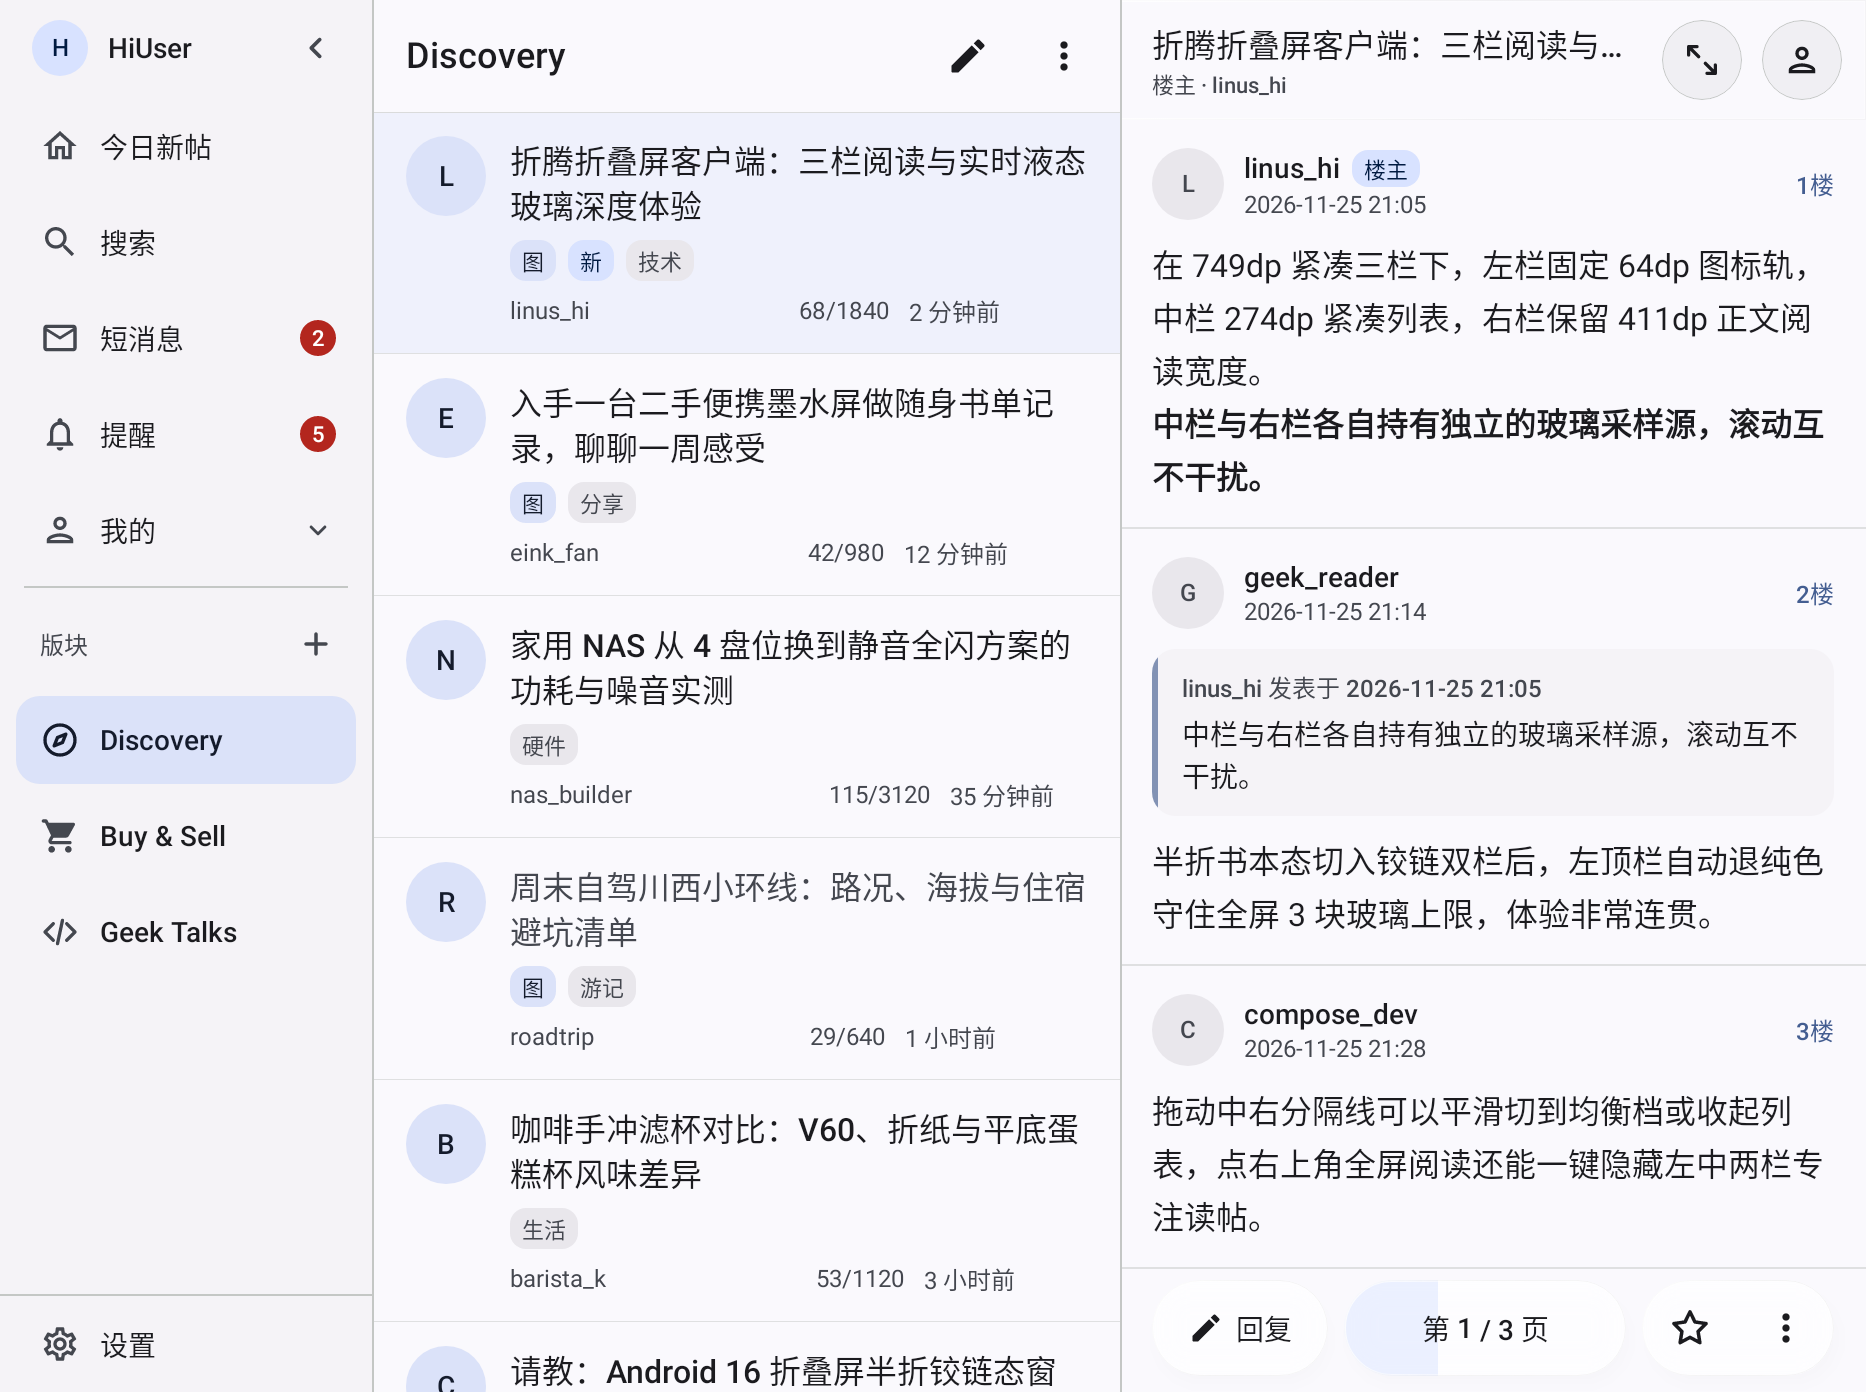 H
HiUser
今日新帖
搜索
短消息
2
提醒
5
我的
版块
Discovery
Buy & Sell
Geek Talks
设置
Discovery
L
折腾折叠屏客户端：三栏阅读与实时液态
玻璃深度体验
图 新 技术
linus_hi 68/1840 2 分钟前
E
入手一台二手便携墨水屏做随身书单记
录，聊聊一周感受
图 分享
eink_fan 42/980 12 分钟前
N
家用 NAS 从 4 盘位换到静音全闪方案的
功耗与噪音实测
硬件
nas_builder 115/3120 35 分钟前
R
周末自驾川西小环线：路况、海拔与住宿
避坑清单
图 游记
roadtrip 29/640 1 小时前
B
咖啡手冲滤杯对比：V60、折纸与平底蛋
糕杯风味差异
生活
barista_k 53/1120 3 小时前
C
请教：Android 16 折叠屏半折铰链态窗
折腾折叠屏客户端：三栏阅读与...
楼主 · linus_hi
L
linus_hi 楼主
1楼
2026-11-25 21:05
在 749dp 紧凑三栏下，左栏固定 64dp 图标轨，
中栏 274dp 紧凑列表，右栏保留 411dp 正文阅
读宽度。
中栏与右栏各自持有独立的玻璃采样源，滚动互
不干扰。
G
geek_reader
2楼
2026-11-25 21:14
linus_hi 发表于 2026-11-25 21:05
中栏与右栏各自持有独立的玻璃采样源，滚动互不
干扰。
半折书本态切入铰链双栏后，左顶栏自动退纯色
守住全屏 3 块玻璃上限，体验非常连贯。
C
compose_dev
3楼
2026-11-25 21:28
拖动中右分隔线可以平滑切到均衡档或收起列
表，点右上角全屏阅读还能一键隐藏左中两栏专
注读帖。
回复
第 1 / 3 页